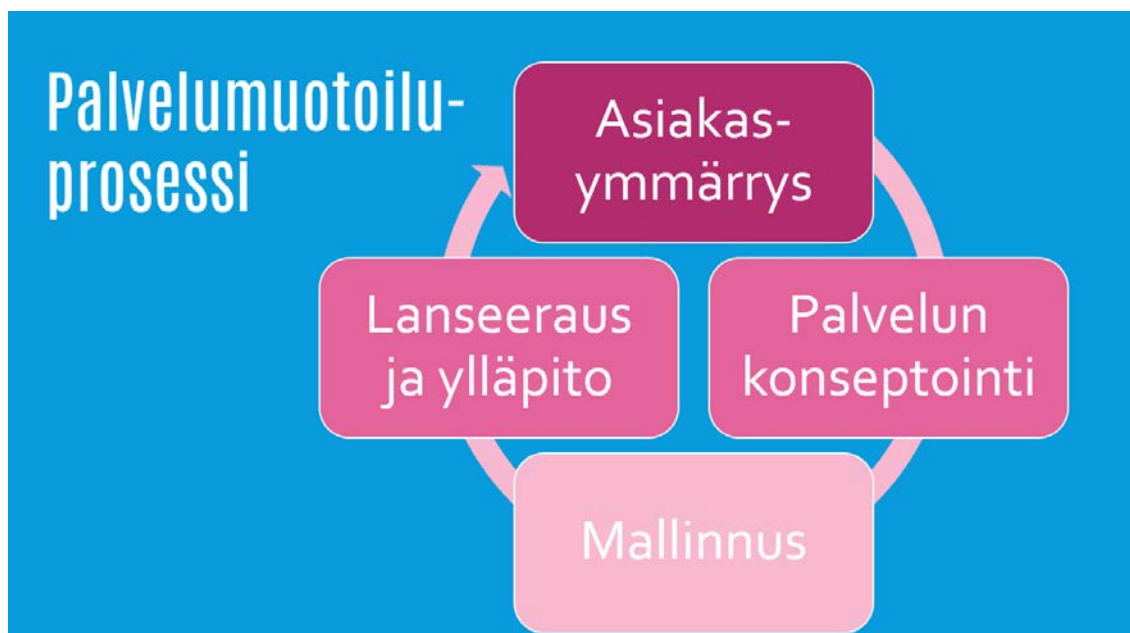 Palvelumuotoilu-
prosessi
Asiakas-
ymmärrys
Palvelun
konseptointi
Mallinnus
Lanseeraus
ja ylläpito